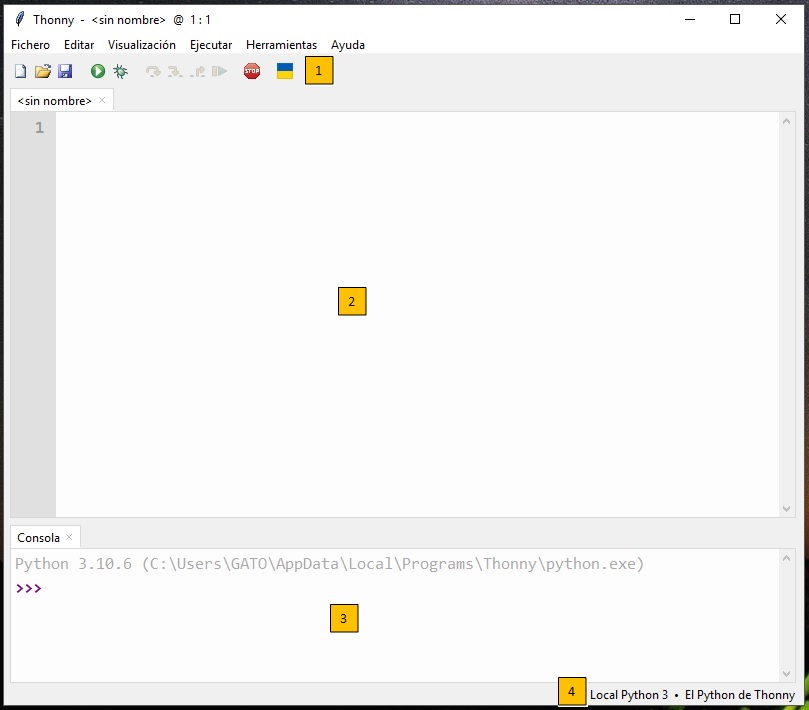 Thonny - <sin nombre> @ 1 : 1
Fichero Editar Visualización Ejecutar Herramientas Ayuda
STOP 1
<sin nombre>
1
2
Consola
Python 3.10.6 (C:\Users\GATO\AppData\Local\Programs\Thonny\python.exe)
>>>
3
4 Local Python 3 • El Python de Thonny